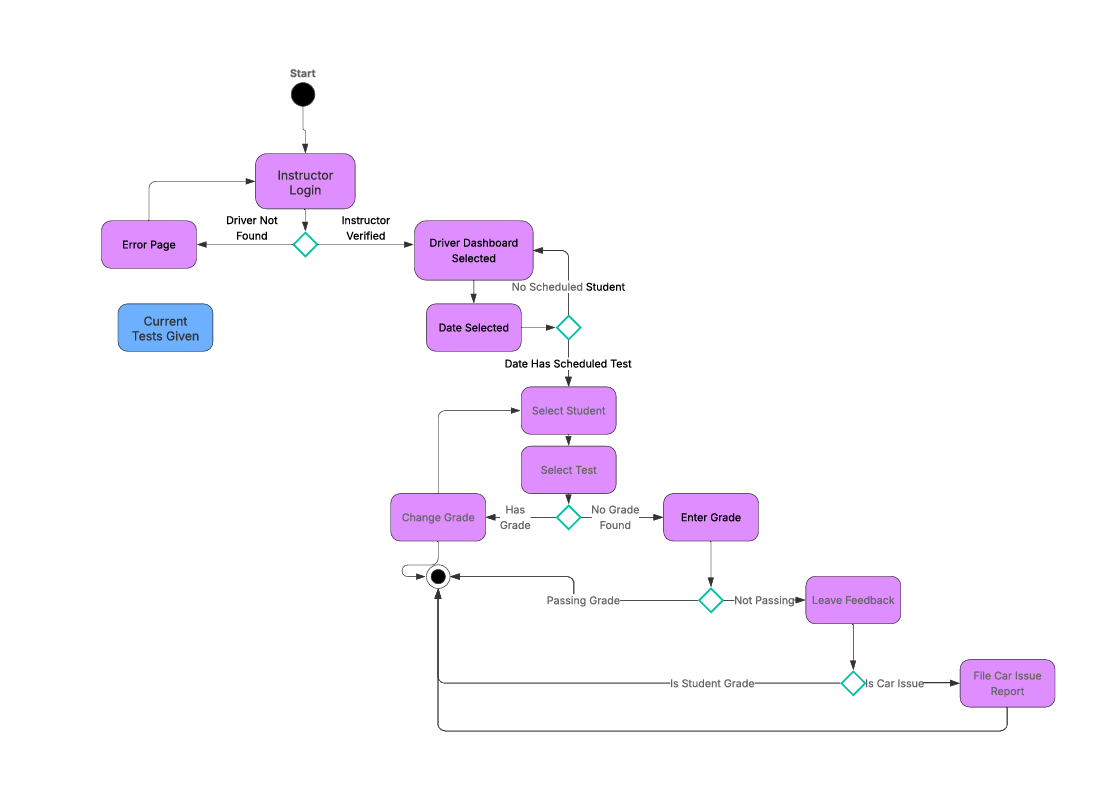 Start
Instructor
Login
Driver Not
Found
Instructor
Verified
Error Page
Driver Dashboard
Selected
No Scheduled Student
Current
Tests Given
Date Selected
Date Has Scheduled Test
Select Student
Select Test
Change Grade
Has
Grade
No Grade
Found
Enter Grade
Passing Grade
Not Passing
Leave Feedback
Is Student Grade
Is Car Issue
File Car Issue
Report